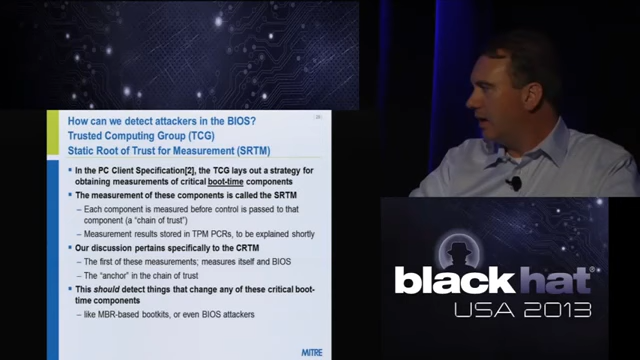 How can we detect attackers in the BIOS?
Trusted Computing Group (TCG)
Static Root of Trust for Measurement (SRTM)
In the PC Client Specification[2], the TCG lays out a strategy for
obtaining measurements of critical boot-time components
The measurement of these components is called the SRTM
– Each component is measured before control is passed to that
component (a "chain of trust")
– Measurement results stored in TPM PCRs, to be explained shortly
Our discussion pertains specifically to the CRTM
– The first of these measurements; measures itself and BIOS
– The "anchor" in the chain of trust
This should detect things that change any of these critical boot-
time components
– like MBR-based bootkits, or even BIOS attackers
MITRE
black hat®
USA 2013